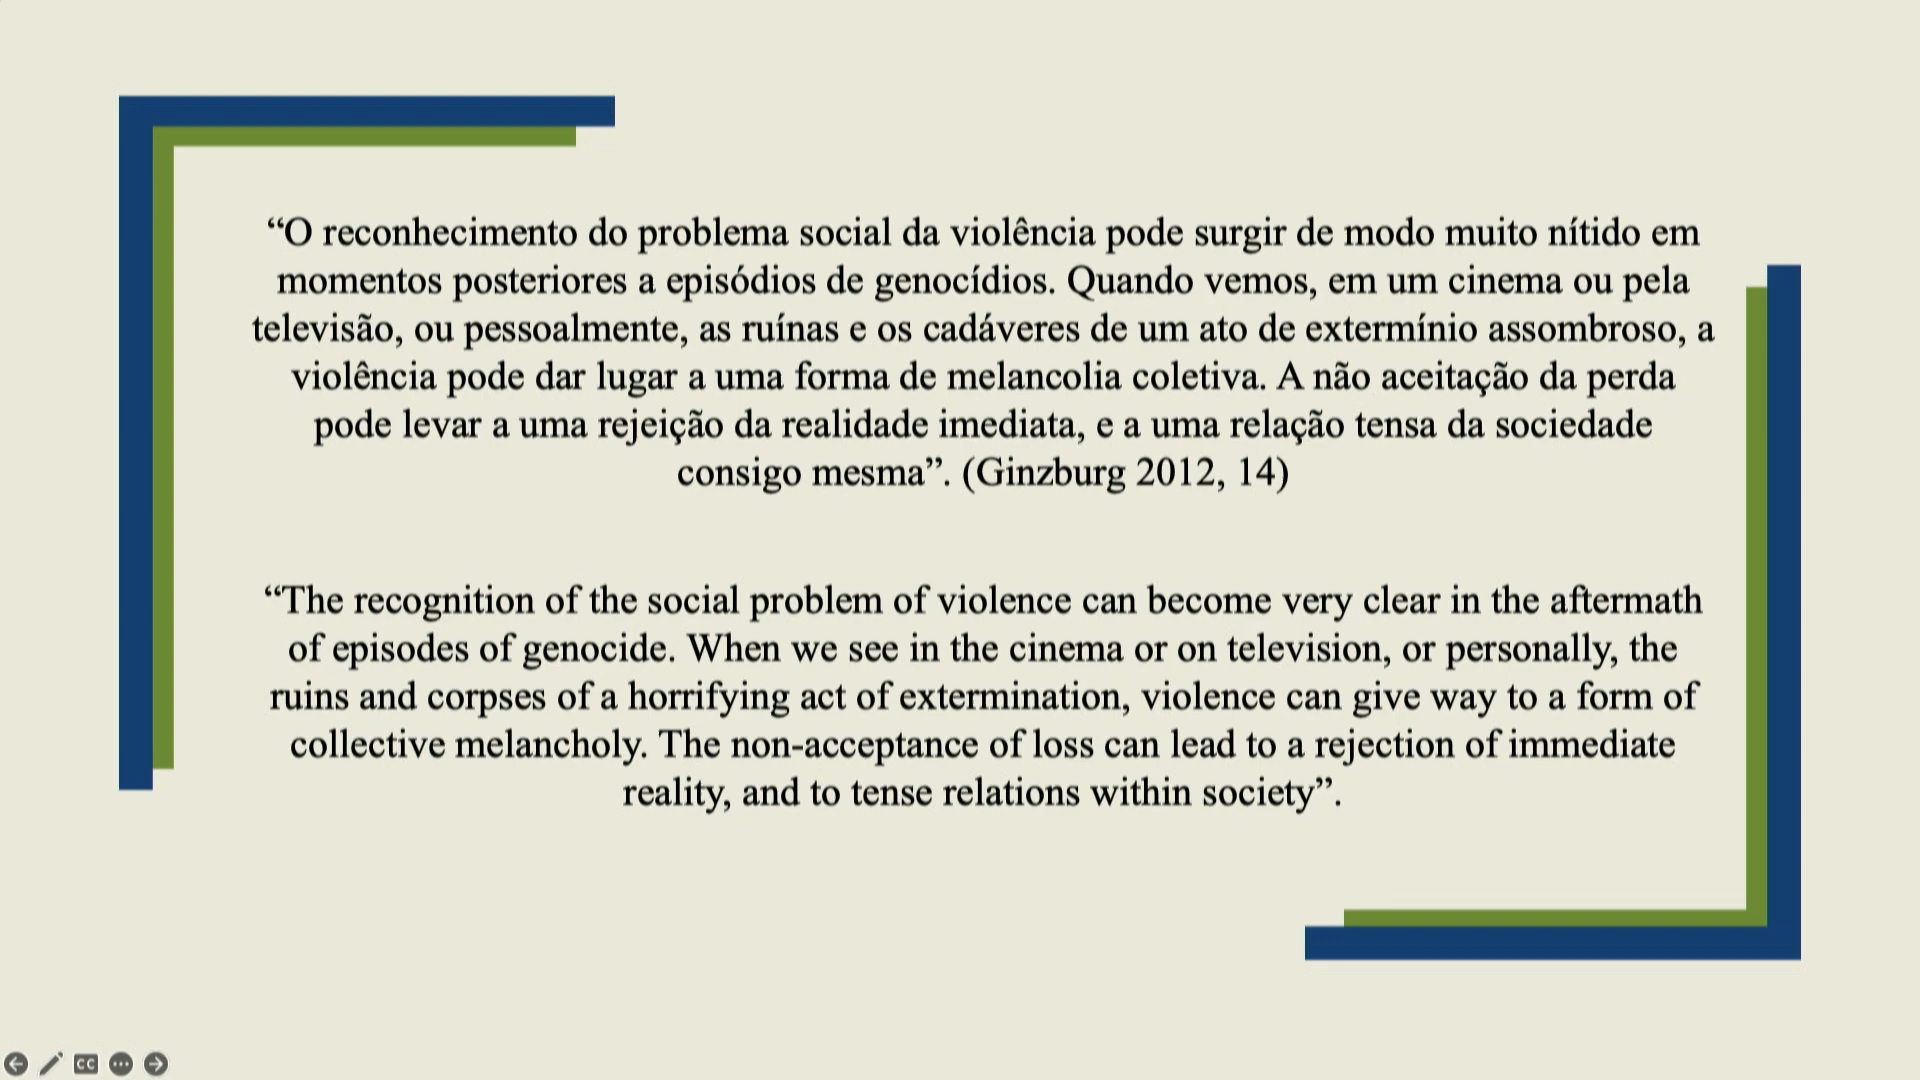 “O reconhecimento do problema social da violência pode surgir de modo muito nítido em
momentos posteriores a episódios de genocídios. Quando vemos, em um cinema ou pela
televisão, ou pessoalmente, as ruínas e os cadáveres de um ato de extermínio assombroso, a
violência pode dar lugar a uma forma de melancolia coletiva. A não aceitação da perda
pode levar a uma rejeição da realidade imediata, e a uma relação tensa da sociedade
consigo mesma”. (Ginzburg 2012, 14)
“The recognition of the social problem of violence can become very clear in the aftermath
of episodes of genocide. When we see in the cinema or on television, or personally, the
ruins and corpses of a horrifying act of extermination, violence can give way to a form of
collective melancholy. The non-acceptance of loss can lead to a rejection of immediate
reality, and to tense relations within society”.
CC